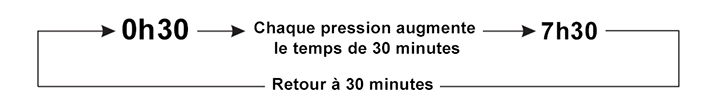 0h30
Chaque pression augmente
le temps de 30 minutes
7h30
Retour à 30 minutes